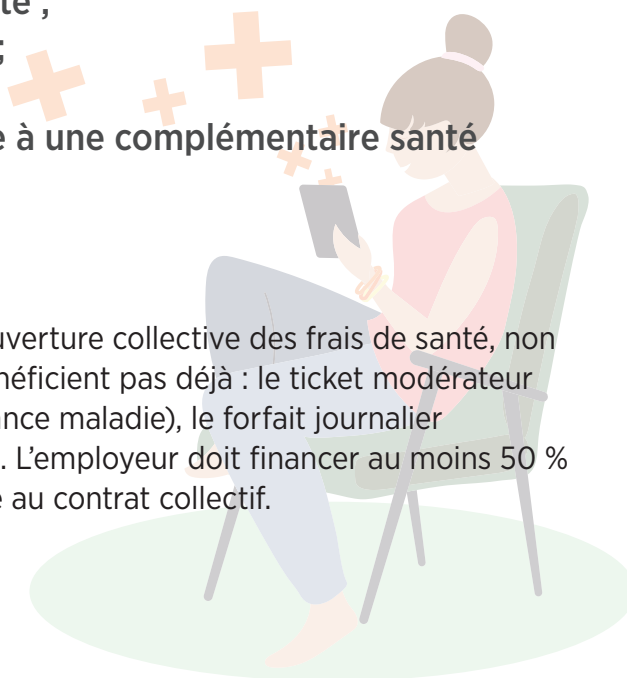 té ;
;
e à une complémentaire santé
uverture collective des frais de santé, non
néficient pas déjà : le ticket modérateur
ance maladie), le forfait journalier
. L’employeur doit financer au moins 50 %
e au contrat collectif.